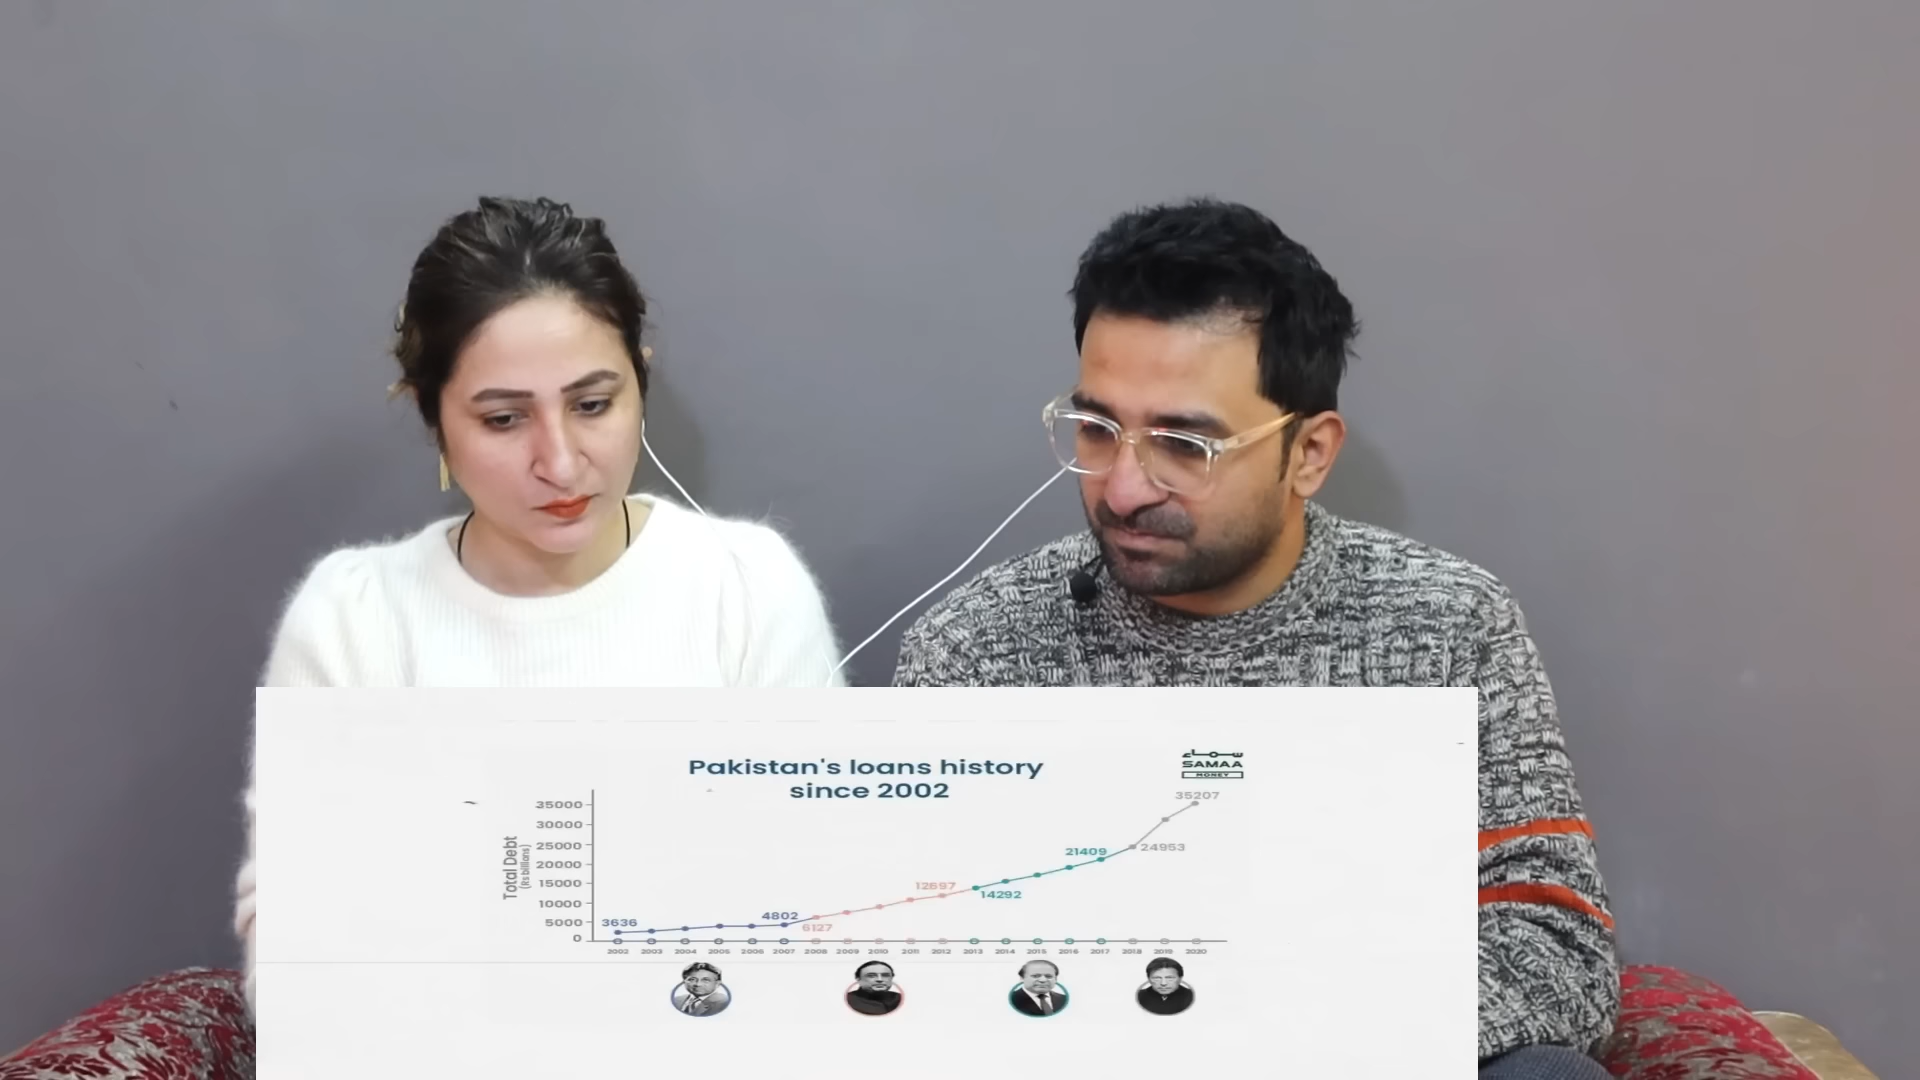 Pakistan's loans history
since 2002
سماء
SAMAA
MONEY
Total Debt
(Rs billions)
35000
30000
25000
20000
15000
10000
5000
0
3636
4802
6127
12697
14292
21409
24953
35207
2002 2003 2004 2005 2006 2007 2008 2009 2010 2011 2012 2013 2014 2015 2016 2017 2018 2019 2020